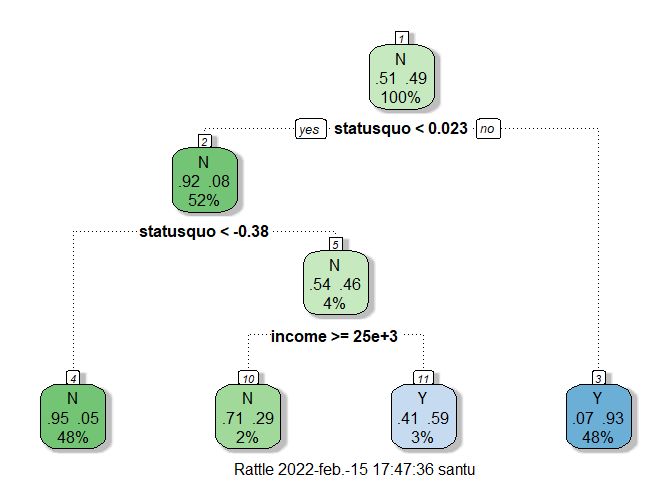 1
N
.51 .49
100%
yes statusquo < 0.023 no
2
N
.92 .08
52%
statusquo < -0.38
5
N
.54 .46
4%
income >= 25e+3
4
N
.95 .05
48%
10
N
.71 .29
2%
11
Y
.41 .59
3%
3
Y
.07 .93
48%
Rattle 2022-feb.-15 17:47:36 santu